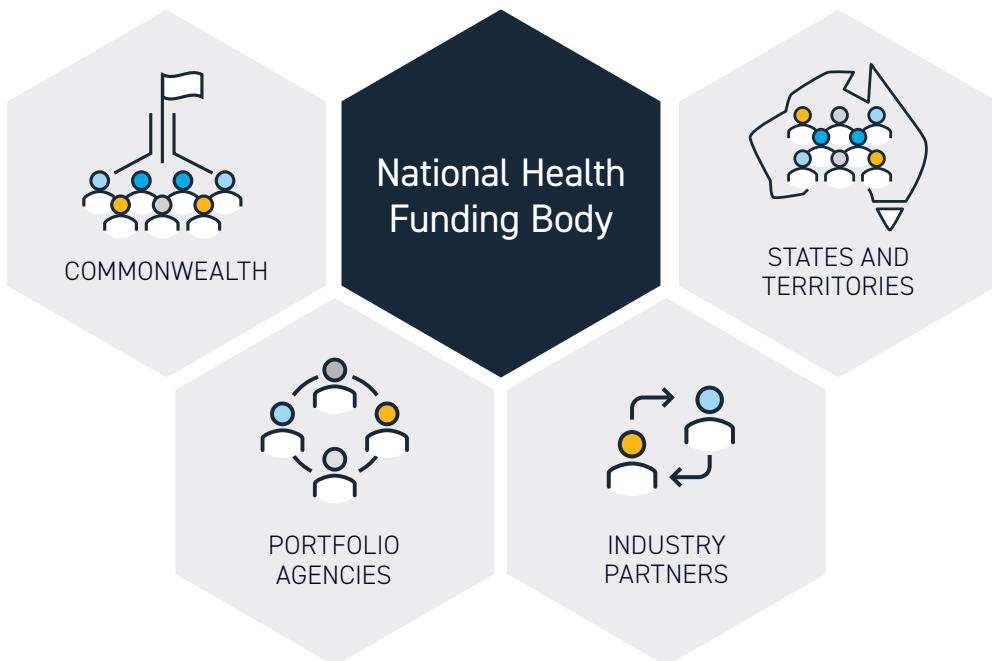 National Health
Funding Body
COMMONWEALTH
STATES AND
TERRITORIES
PORTFOLIO
AGENCIES
INDUSTRY
PARTNERS